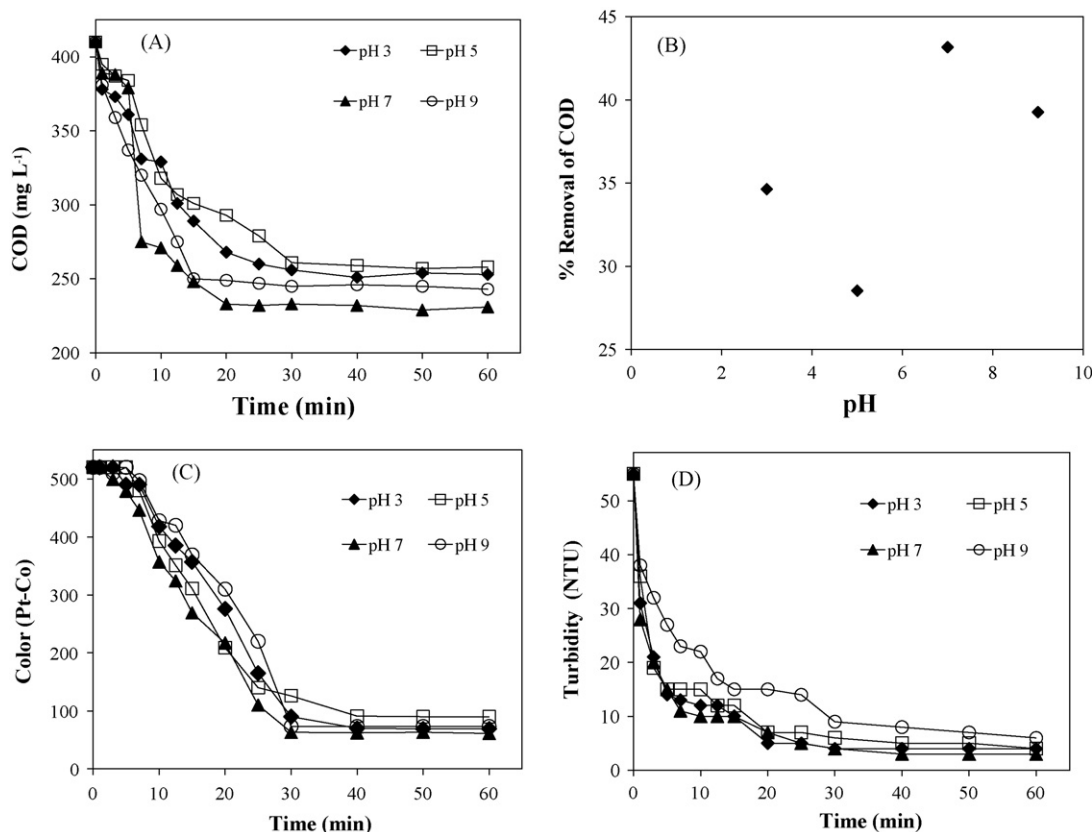 (A)
pH 3
pH 5
pH 7
pH 9
400
350
300
250
200
0 10 20 30 40 50 60
COD (mg L⁻¹)
Time (min)
(B)
45
40
35
30
25
0 2 4 6 8 10
% Removal of COD
pH
(C)
pH 3
pH 5
pH 7
pH 9
500
400
300
200
100
0
0 10 20 30 40 50 60
Color (Pt-Co)
Time (min)
(D)
pH 3
pH 5
pH 7
pH 9
50
40
30
20
10
0
0 10 20 30 40 50 60
Turbidity (NTU)
Time (min)